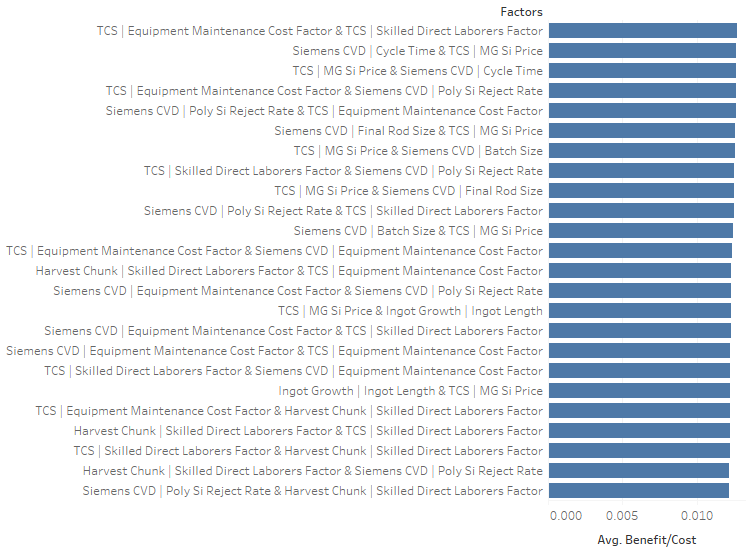 Factors
TCS | Equipment Maintenance Cost Factor & TCS | Skilled Direct Laborers Factor
Siemens CVD | Cycle Time & TCS | MG Si Price
TCS | MG Si Price & Siemens CVD | Cycle Time
TCS | Equipment Maintenance Cost Factor & Siemens CVD | Poly Si Reject Rate
Siemens CVD | Poly Si Reject Rate & TCS | Equipment Maintenance Cost Factor
Siemens CVD | Final Rod Size & TCS | MG Si Price
TCS | MG Si Price & Siemens CVD | Batch Size
TCS | Skilled Direct Laborers Factor & Siemens CVD | Poly Si Reject Rate
TCS | MG Si Price & Siemens CVD | Final Rod Size
Siemens CVD | Poly Si Reject Rate & TCS | Skilled Direct Laborers Factor
Siemens CVD | Batch Size & TCS | MG Si Price
TCS | Equipment Maintenance Cost Factor & Siemens CVD | Equipment Maintenance Cost Factor
Harvest Chunk | Skilled Direct Laborers Factor & TCS | Equipment Maintenance Cost Factor
Siemens CVD | Equipment Maintenance Cost Factor & Siemens CVD | Poly Si Reject Rate
TCS | MG Si Price & Ingot Growth | Ingot Length
Siemens CVD | Equipment Maintenance Cost Factor & TCS | Skilled Direct Laborers Factor
Siemens CVD | Equipment Maintenance Cost Factor & TCS | Equipment Maintenance Cost Factor
TCS | Skilled Direct Laborers Factor & Siemens CVD | Equipment Maintenance Cost Factor
Ingot Growth | Ingot Length & TCS | MG Si Price
TCS | Equipment Maintenance Cost Factor & Harvest Chunk | Skilled Direct Laborers Factor
Harvest Chunk | Skilled Direct Laborers Factor & TCS | Skilled Direct Laborers Factor
TCS | Skilled Direct Laborers Factor & Harvest Chunk | Skilled Direct Laborers Factor
Harvest Chunk | Skilled Direct Laborers Factor & Siemens CVD | Poly Si Reject Rate
Siemens CVD | Poly Si Reject Rate & Harvest Chunk | Skilled Direct Laborers Factor
0.000 0.005 0.010
Avg. Benefit/Cost